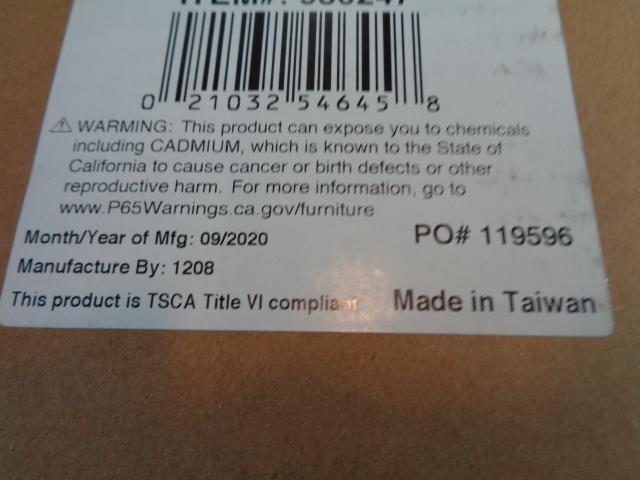 0 21032 54645 8
⚠ WARNING: This product can expose you to chemicals
including CADMIUM, which is known to the State of
California to cause cancer or birth defects or other
reproductive harm. For more information, go to
www.P65Warnings.ca.gov/furniture
Month/Year of Mfg: 09/2020 PO# 119596
Manufacture By: 1208
This product is TSCA Title VI compliant Made in Taiwan